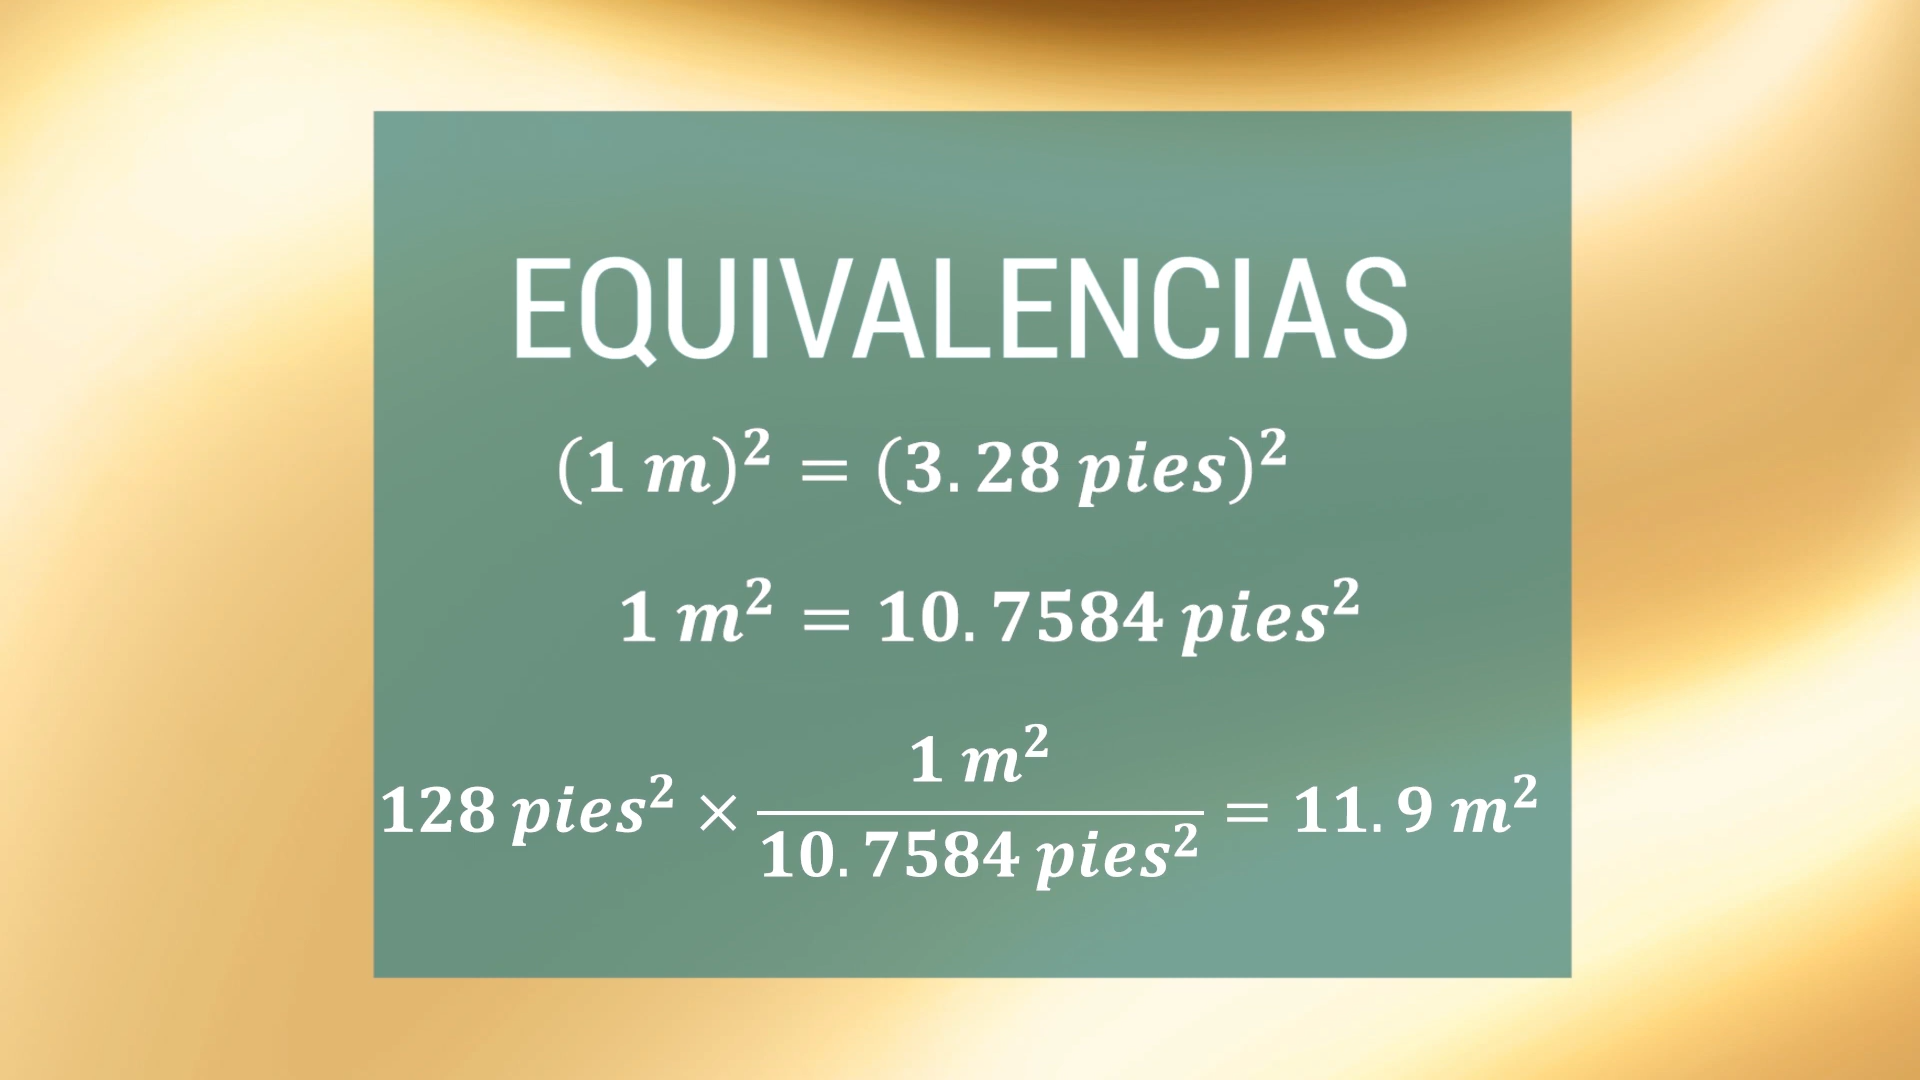 EQUIVALENCIAS
(1 m)² = (3.28 pies)²
1 m² = 10.7584 pies²
128 pies² × 1 m² / 10.7584 pies² = 11.9 m²